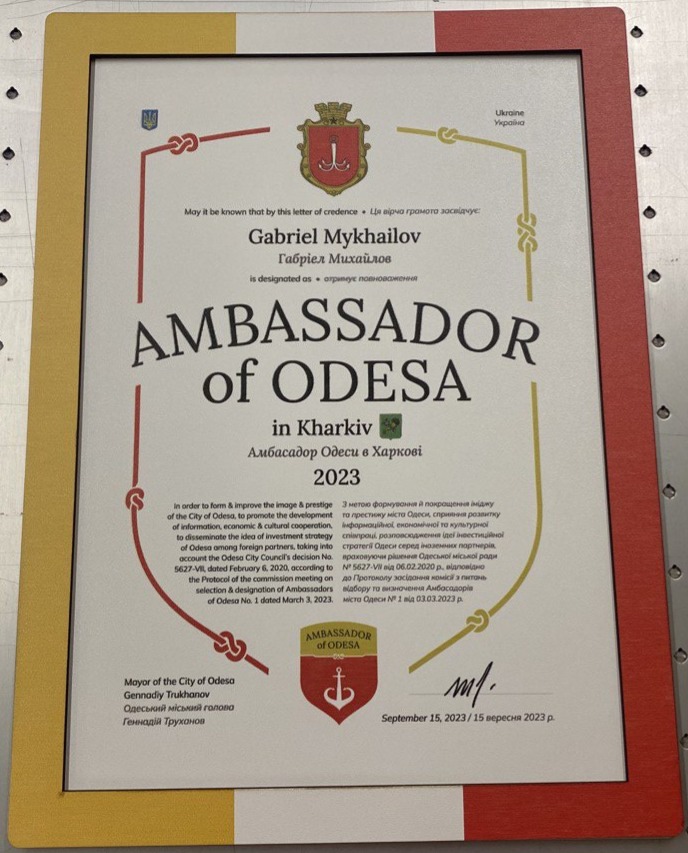 Ukraine
Україна
May it be known that by this letter of credence • Ця вірча грамота засвідчує:
Gabriel Mykhailov
Габріел Михайлов
is designated as • отримує повноваження
AMBASSADOR
of ODESA
in Kharkiv
Амбасадор Одеси в Харкові
2023
In order to form & improve the image & prestige
of the City of Odesa, to promote the development
of information, economic & cultural cooperation,
to disseminate the idea of investment strategy
of Odesa among foreign partners, taking into
account the Odesa City Council's decision No.
5627-VII, dated February 6, 2020, according to
the Protocol of the commission meeting on
selection & designation of Ambassadors
of Odesa No. 1 dated March 3, 2023.
З метою формування й покращення іміджу
та престижу міста Одеси, сприяння розвитку
інформаційної, економічної та культурної
співпраці, розповсюдження ідеї інвестиційної
стратегії Одеси серед іноземних партнерів,
враховуючи рішення Одеської міської ради
№ 5627-VII від 06.02.2020 р., відповідно
до Протоколу засідання комісії з питань
відбору та визначення Амбасадорів
міста Одеси № 1 від 03.03.2023 р.
AMBASSADOR
of ODESA
Mayor of the City of Odesa
Gennadiy Trukhanov
Одеський міський голова
Геннадій Труханов
September 15, 2023 / 15 вересня 2023 р.